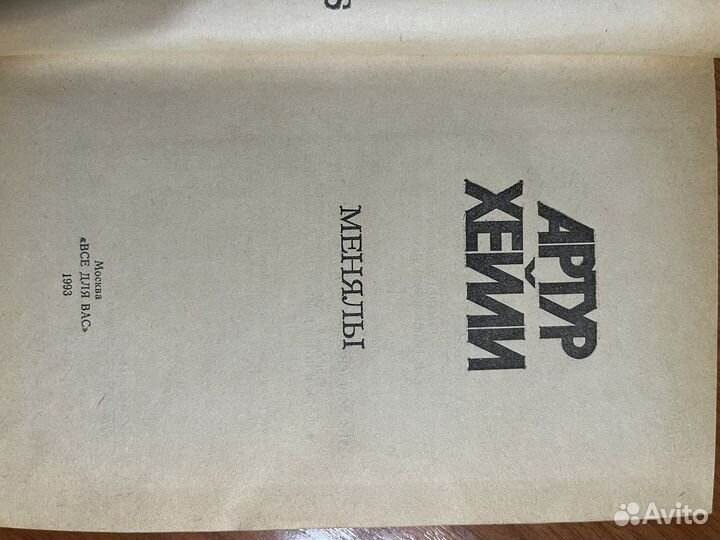 АРТУР
ХЕЙЛИ
МЕНЯЛЫ
Москва
«ВСЕ ДЛЯ ВАС»
1993
Avito